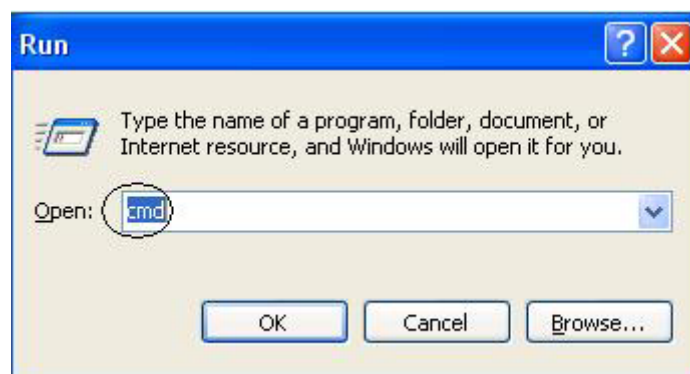 Run
Type the name of a program, folder, document, or
Internet resource, and Windows will open it for you.
Open: cmd
OK Cancel Browse...